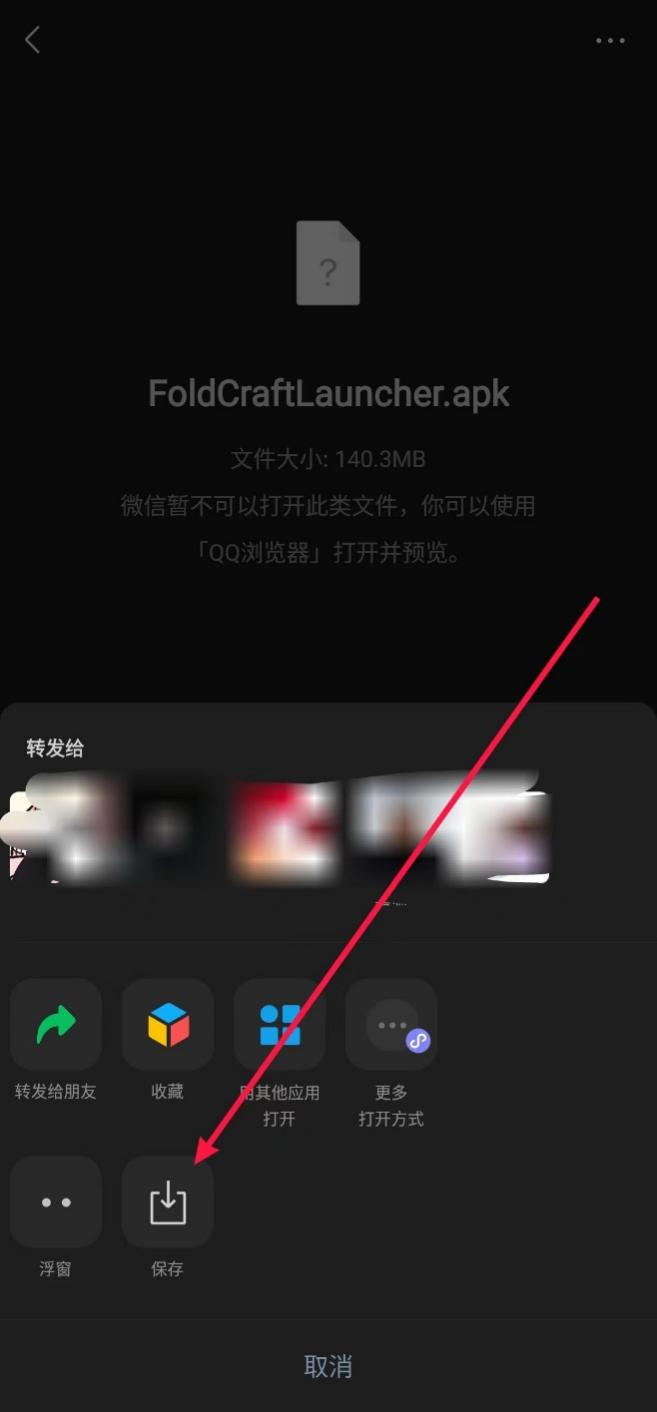 FoldCraftLauncher.apk
文件大小: 140.3MB
微信暂不可以打开此类文件，你可以使用
「QQ浏览器」打开并预览。
转发给
转发给朋友
收藏
用其他应用
打开
更多
打开方式
浮窗
保存
取消